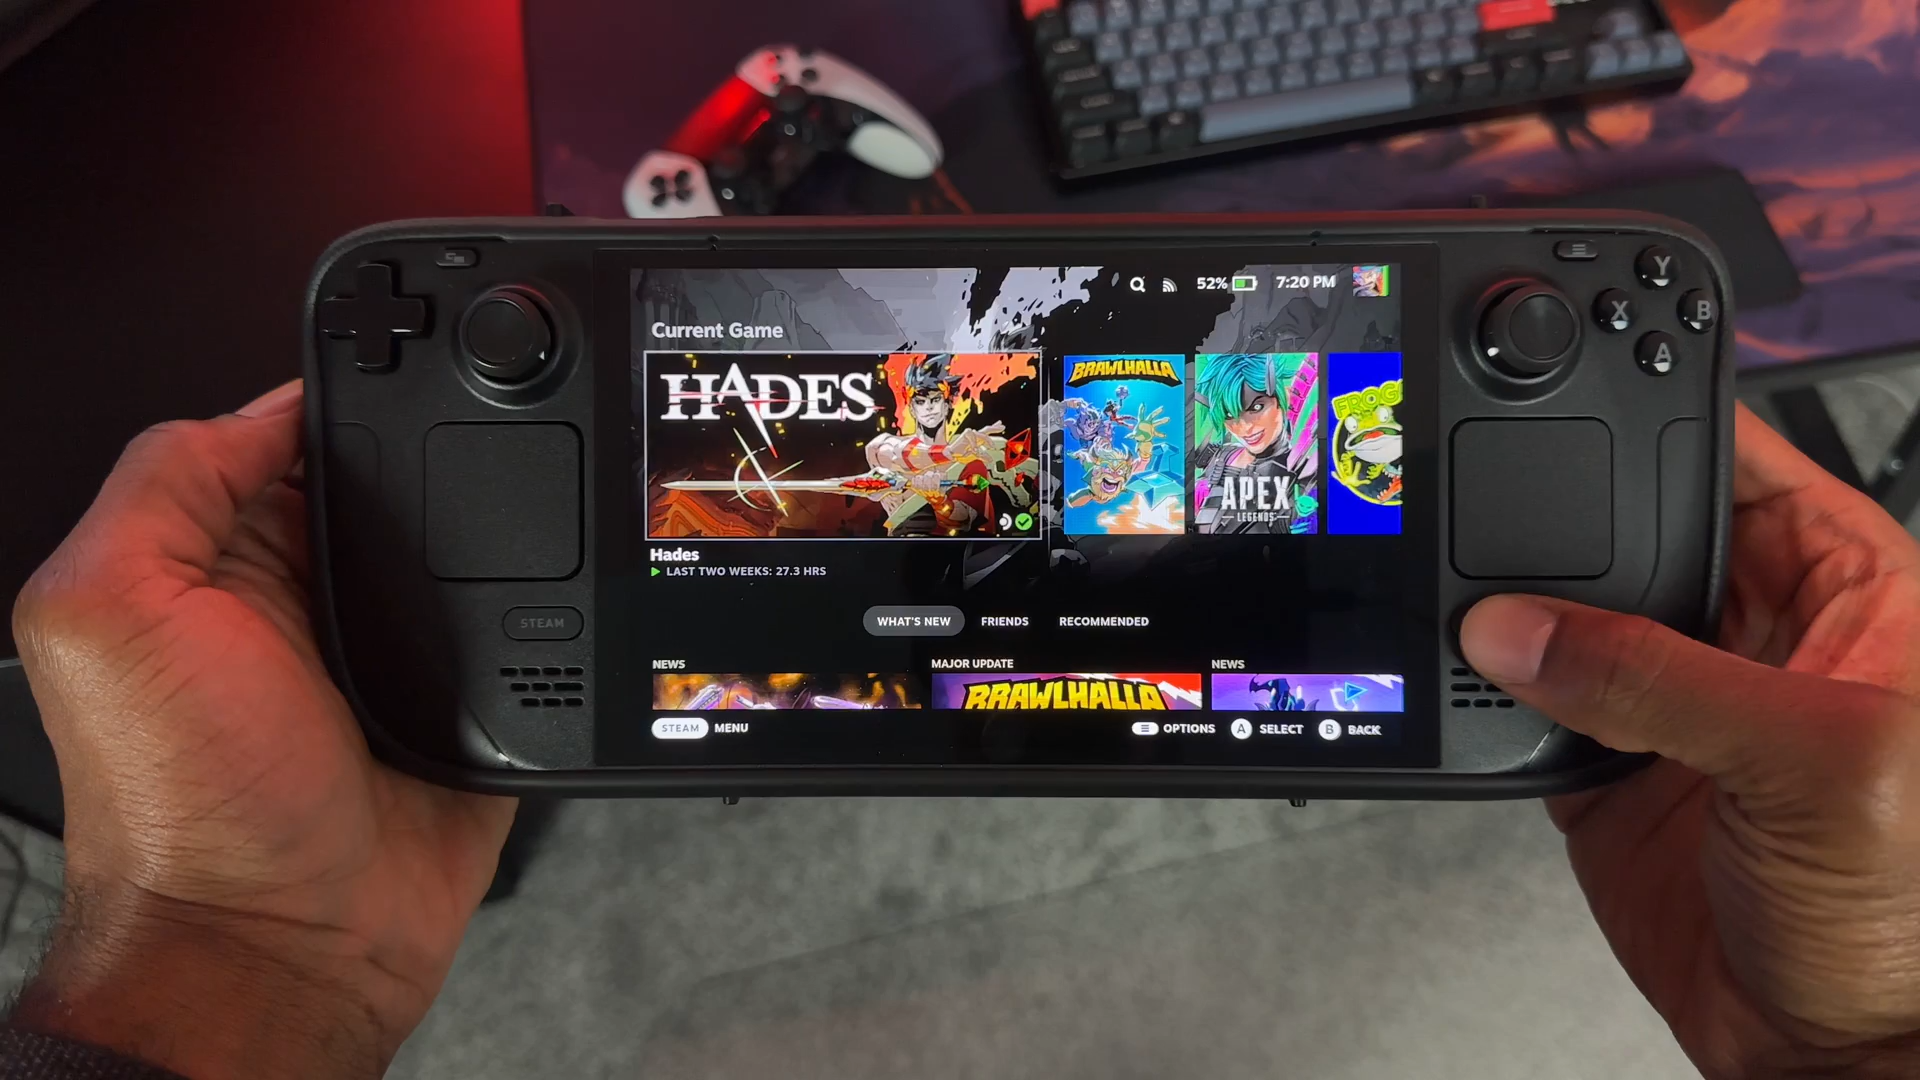 52% 7:20 PM
Current Game
HADES
BRAWLHALLA
APEX
LEGENDS
FROG
Hades
LAST TWO WEEKS: 27.3 HRS
WHAT'S NEW FRIENDS RECOMMENDED
NEWS MAJOR UPDATE NEWS
BRAWLHALLA
STEAM MENU OPTIONS A SELECT B BACK
STEAM
Y
X B
A